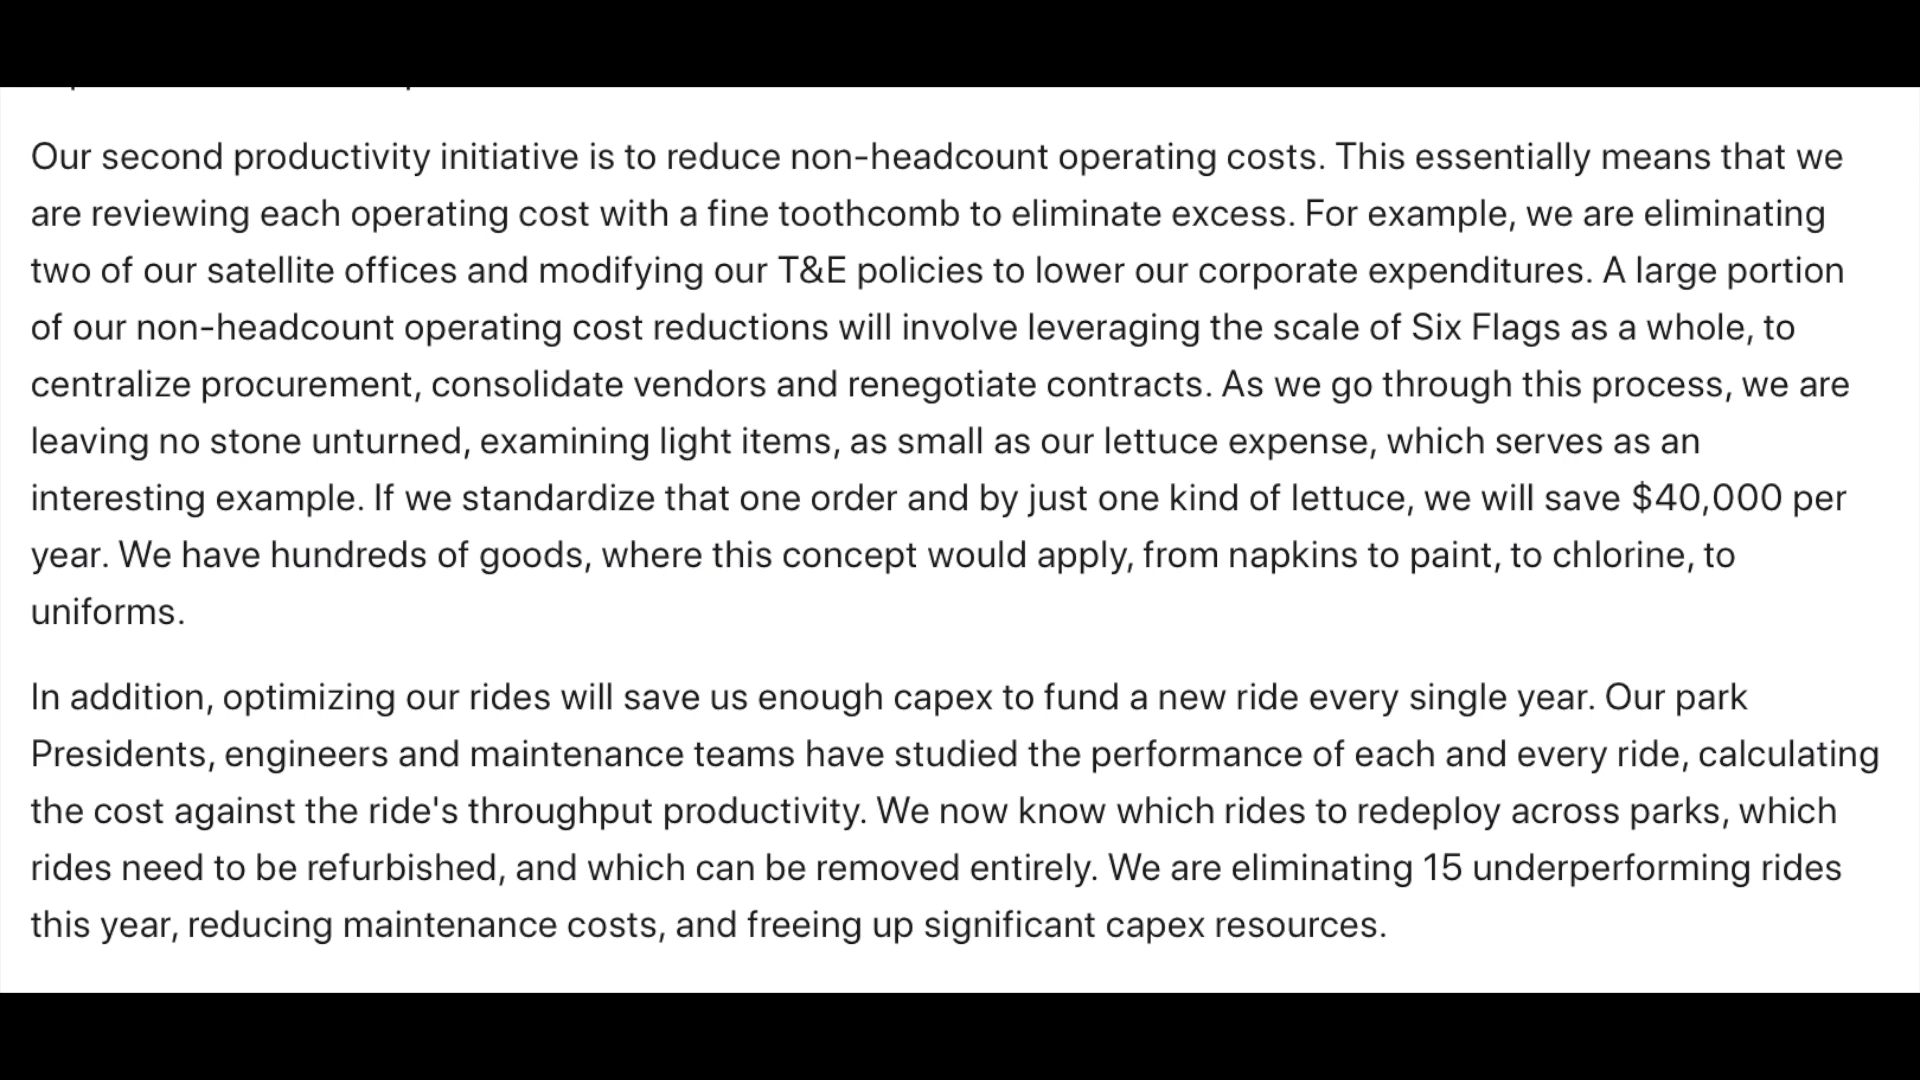 Our second productivity initiative is to reduce non-headcount operating costs. This essentially means that we
are reviewing each operating cost with a fine toothcomb to eliminate excess. For example, we are eliminating
two of our satellite offices and modifying our T&E policies to lower our corporate expenditures. A large portion
of our non-headcount operating cost reductions will involve leveraging the scale of Six Flags as a whole, to
centralize procurement, consolidate vendors and renegotiate contracts. As we go through this process, we are
leaving no stone unturned, examining light items, as small as our lettuce expense, which serves as an
interesting example. If we standardize that one order and by just one kind of lettuce, we will save $40,000 per
year. We have hundreds of goods, where this concept would apply, from napkins to paint, to chlorine, to
uniforms.
In addition, optimizing our rides will save us enough capex to fund a new ride every single year. Our park
Presidents, engineers and maintenance teams have studied the performance of each and every ride, calculating
the cost against the ride's throughput productivity. We now know which rides to redeploy across parks, which
rides need to be refurbished, and which can be removed entirely. We are eliminating 15 underperforming rides
this year, reducing maintenance costs, and freeing up significant capex resources.